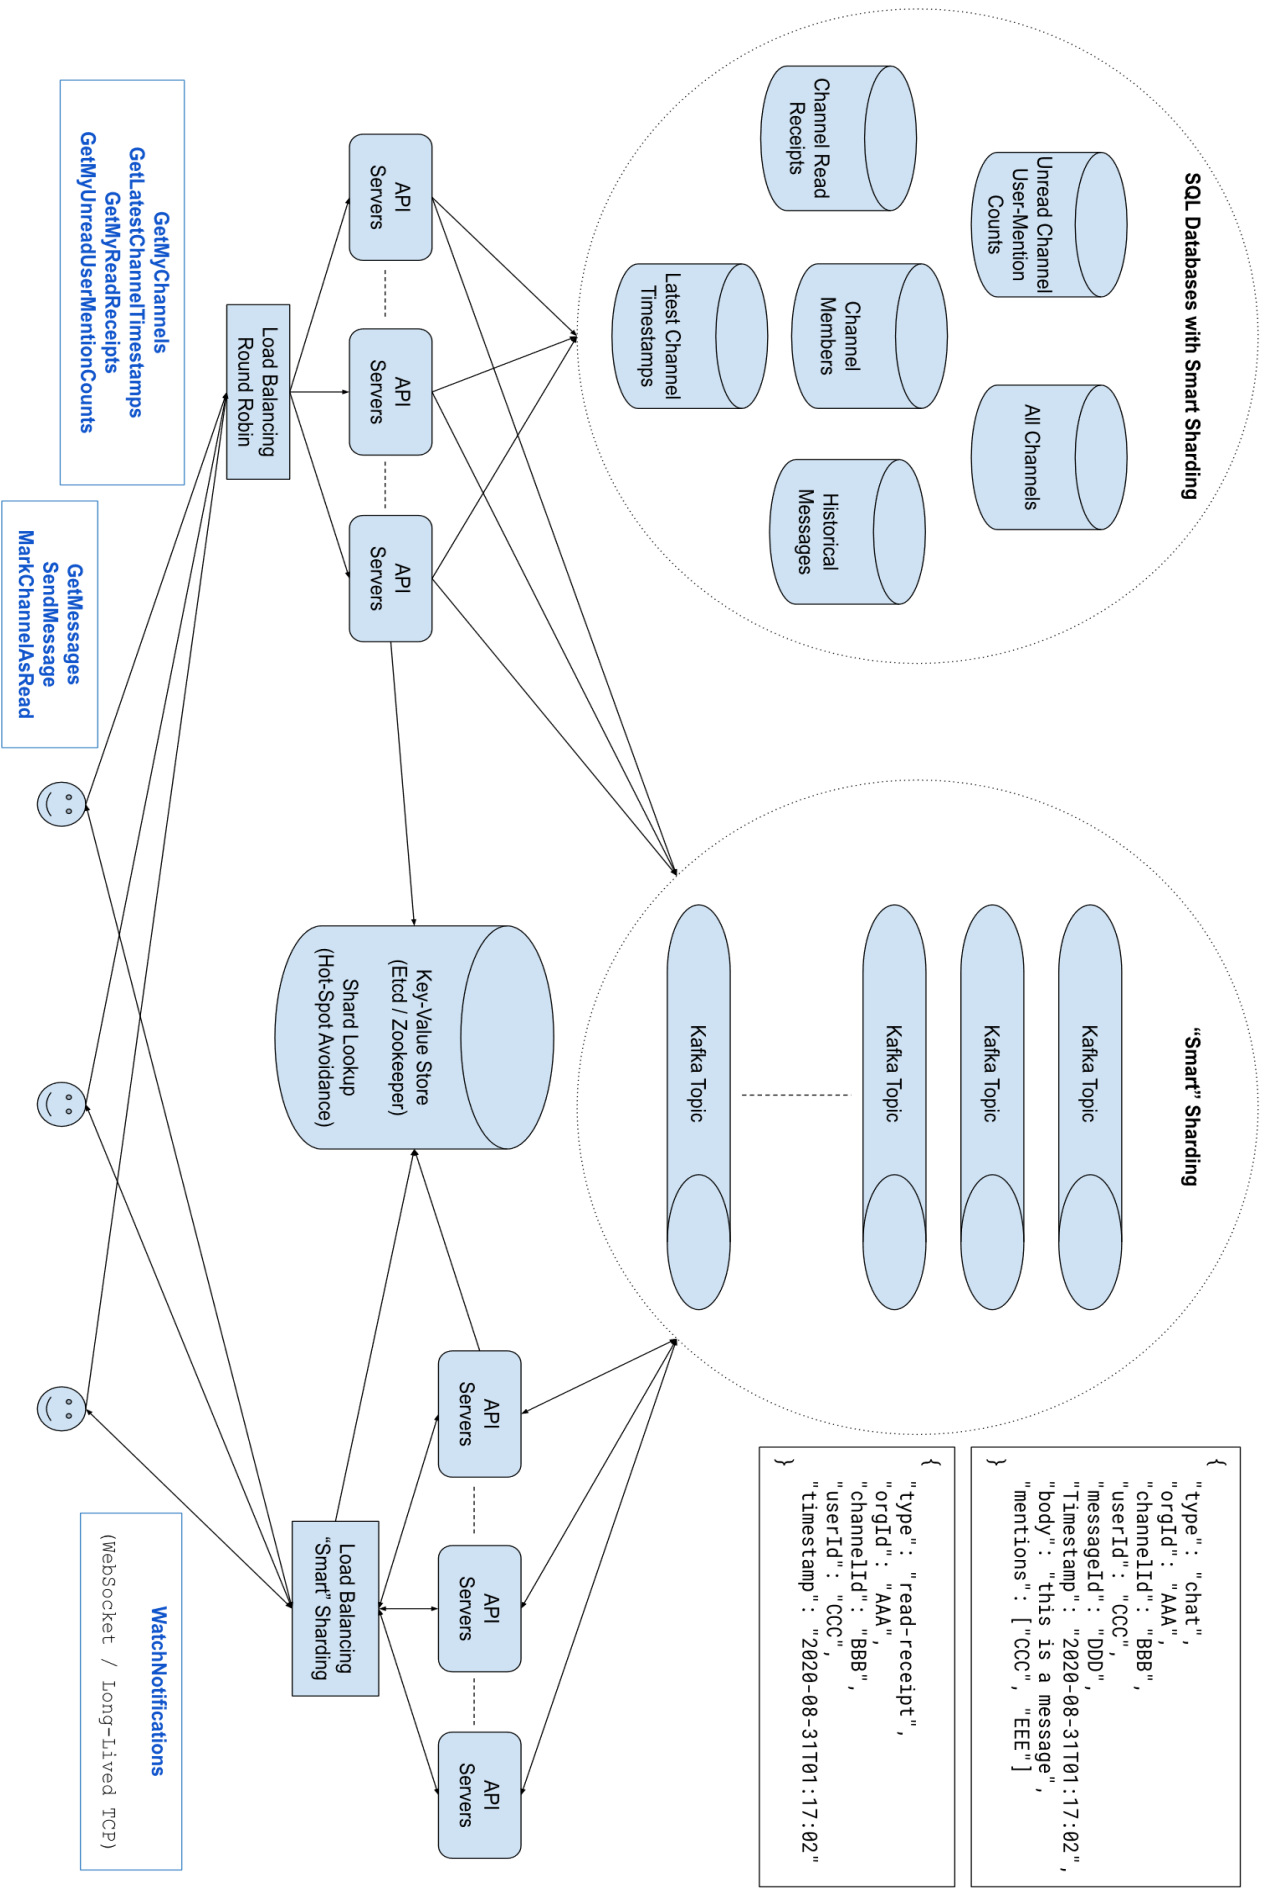 SQL Databases with Smart Sharding
Unread Channel
User-Mention
Counts
All Channels
Channel Read
Receipts
Channel
Members
Historical
Messages
Latest Channel
Timestamps
“Smart” Sharding
Kafka Topic
Kafka Topic
Kafka Topic
Kafka Topic
{
"type": "chat",
"orgId": "AAA",
"channelId": "BBB",
"userId": "CCC",
"messageId": "DDD",
"Timestamp": "2020-08-31T01:17:02",
"body": "this is a message",
"mentions": ["CCC", "EEE"]
}
{
"type": "read-receipt",
"orgId": "AAA",
"channelId": "BBB",
"userId": "CCC",
"timestamp": "2020-08-31T01:17:02"
}
API
Servers
API
Servers
API
Servers
Key-Value Store
(Etcd / Zookeeper)
Shard Lookup
(Hot-Spot Avoidance)
API
Servers
API
Servers
API
Servers
Load Balancing
Round Robin
Load Balancing
“Smart” Sharding
GetMyChannels
GetLatestChannelTimestamps
GetMyReadReceipts
GetMyUnreadUserMentionCounts
GetMessages
SendMessage
MarkChannelAsRead
WatchNotifications
(WebSocket / Long-Lived TCP)